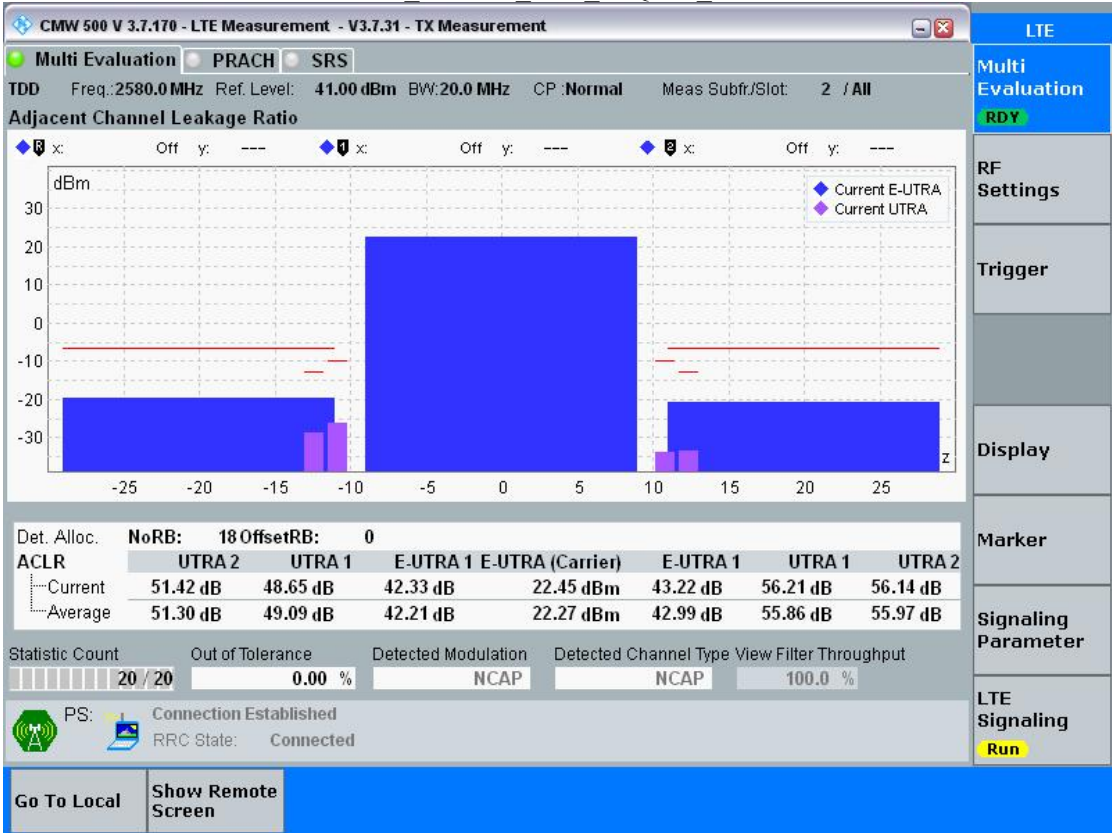 CMW 500 V 3.7.170 - LTE Measurement - V3.7.31 - TX Measurement
LTE
Multi Evaluation PRACH SRS
Multi
Evaluation
RDY
TDD Freq.:2580.0 MHz Ref. Level: 41.00 dBm BW:20.0 MHz CP :Normal Meas Subfr./Slot: 2 / All
Adjacent Channel Leakage Ratio
R x: Off y: --- 1 x: Off y: --- 2 x: Off y: ---
dBm
Current E-UTRA
Current UTRA
30
20
10
0
-10
-20
-30
z
-25 -20 -15 -10 -5 0 5 10 15 20 25
RF
Settings
Trigger
Display
Marker
Signaling
Parameter
LTE
Signaling
Run
Det. Alloc. NoRB: 18 OffsetRB: 0
ACLR UTRA 2 UTRA 1 E-UTRA 1 E-UTRA (Carrier) E-UTRA 1 UTRA 1 UTRA 2
Current 51.42 dB 48.65 dB 42.33 dB 22.45 dBm 43.22 dB 56.21 dB 56.14 dB
Average 51.30 dB 49.09 dB 42.21 dB 22.27 dBm 42.99 dB 55.86 dB 55.97 dB
Statistic Count Out of Tolerance Detected Modulation Detected Channel Type View Filter Throughput
20 / 20 0.00 % NCAP NCAP 100.0 %
PS: Connection Established
RRC State: Connected
Go To Local
Show Remote
Screen